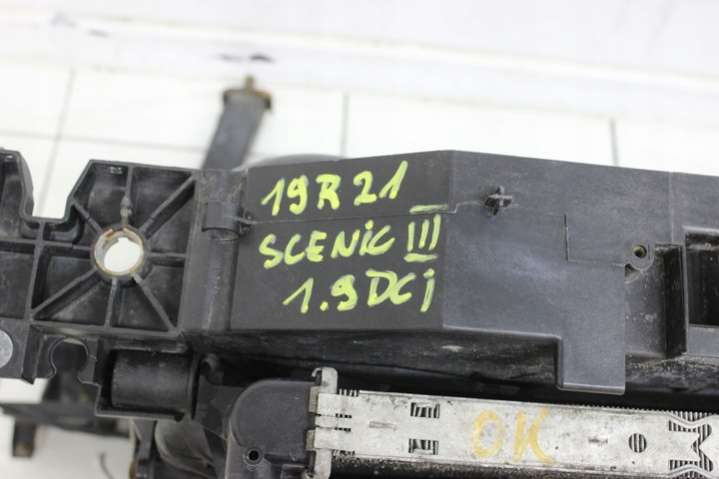 19R21
SCENiC III
1.9 DCi
OK